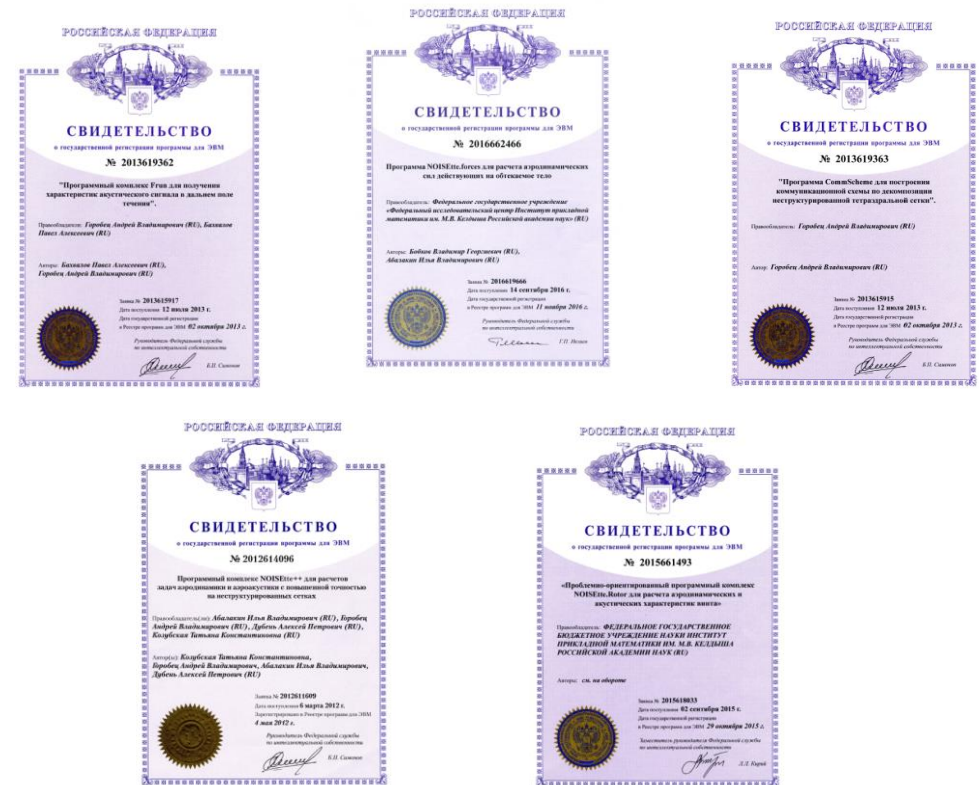 РОССИЙСКАЯ ФЕДЕРАЦИЯ
СВИДЕТЕЛЬСТВО
о государственной регистрации программы для ЭВМ
№ 2013619362
"Программный комплекс Frun для получения
характеристик акустического сигнала в дальнем поле
течения".
Правообладатели: Горобец Андрей Владимирович (RU), Бахвалов
Павел Алексеевич (RU)
Авторы: Бахвалов Павел Алексеевич (RU),
Горобец Андрей Владимирович (RU)
Заявка № 2013615917
Дата поступления 12 июля 2013 г.
Дата государственной регистрации
в Реестре программ для ЭВМ 02 октября 2013 г.
Руководитель Федеральной службы
по интеллектуальной собственности
Б.П. Симонов
РОССИЙСКАЯ ФЕДЕРАЦИЯ
СВИДЕТЕЛЬСТВО
о государственной регистрации программы для ЭВМ
№ 2016662466
Программа NOISEtte.forces для расчета аэродинамических
сил действующих на обтекаемое тело
Правообладатель: Федеральное государственное учреждение
«Федеральный исследовательский центр Институт прикладной
математики им. М.В. Келдыша Российской академии наук» (RU)
Авторы: Бобков Владимир Георгиевич (RU),
Абалакин Илья Владимирович (RU)
Заявка № 2016619666
Дата поступления 14 сентября 2016 г.
Дата государственной регистрации
в Реестре программ для ЭВМ 11 ноября 2016 г.
Руководитель Федеральной службы
по интеллектуальной собственности
Г.П. Ивлиев
РОССИЙСКАЯ ФЕДЕРАЦИЯ
СВИДЕТЕЛЬСТВО
о государственной регистрации программы для ЭВМ
№ 2013619363
"Программа CommScheme для построения
коммуникационной схемы по декомпозиции
неструктурированной тетраэдральной сетки".
Правообладатель: Горобец Андрей Владимирович (RU)
Автор: Горобец Андрей Владимирович (RU)
Заявка № 2013615915
Дата поступления 12 июля 2013 г.
Дата государственной регистрации
в Реестре программ для ЭВМ 02 октября 2013 г.
Руководитель Федеральной службы
по интеллектуальной собственности
Б.П. Симонов
РОССИЙСКАЯ ФЕДЕРАЦИЯ
СВИДЕТЕЛЬСТВО
о государственной регистрации программы для ЭВМ
№ 2012614096
Программный комплекс NOISEtte++ для расчетов
задач аэродинамики и аэроакустики с повышенной точностью
на неструктурированных сетках
Правообладатель(ли): Абалакин Илья Владимирович (RU), Горобец
Андрей Владимирович (RU), Дубень Алексей Петрович (RU),
Козубская Татьяна Константиновна (RU)
Автор(ы): Козубская Татьяна Константиновна,
Горобец Андрей Владимирович, Абалакин Илья Владимирович,
Дубень Алексей Петрович (RU)
Заявка № 2012611609
Дата поступления 6 марта 2012 г.
Зарегистрировано в Реестре программ для ЭВМ
4 мая 2012 г.
Руководитель Федеральной службы
по интеллектуальной собственности
Б.П. Симонов
РОССИЙСКАЯ ФЕДЕРАЦИЯ
СВИДЕТЕЛЬСТВО
о государственной регистрации программы для ЭВМ
№ 2015661493
«Проблемно-ориентированный программный комплекс
NOISEtte.Rotor для расчета аэродинамических и
акустических характеристик винта»
Правообладатель: ФЕДЕРАЛЬНОЕ ГОСУДАРСТВЕННОЕ
БЮДЖЕТНОЕ УЧРЕЖДЕНИЕ НАУКИ ИНСТИТУТ
ПРИКЛАДНОЙ МАТЕМАТИКИ ИМ. М.В. КЕЛДЫША
РОССИЙСКОЙ АКАДЕМИИ НАУК (RU)
Авторы: см. на обороте
Заявка № 2015618033
Дата поступления 02 сентября 2015 г.
Дата государственной регистрации
в Реестре программ для ЭВМ 29 октября 2015 г.
Заместитель руководителя Федеральной службы
по интеллектуальной собственности
Л.Л. Кирий